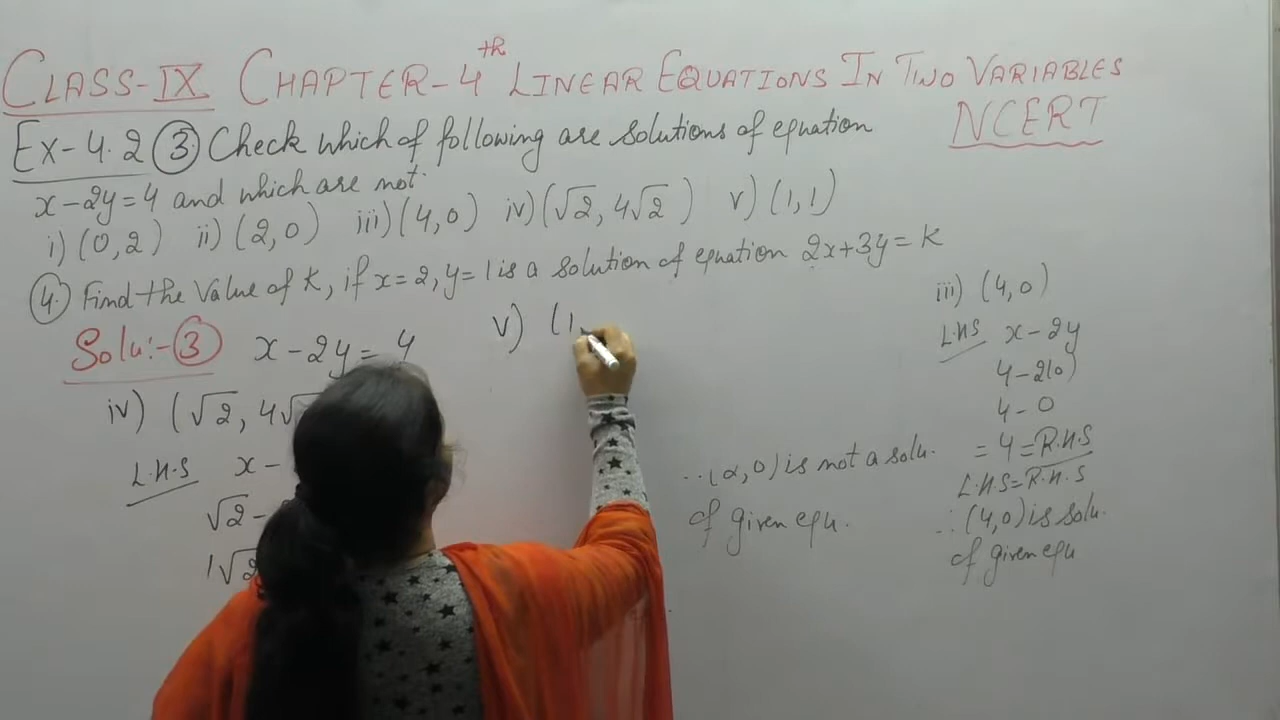 CLASS-IX CHAPTER-4th LINEAR EQUATIONS IN TWO VARIABLES
NCERT
Ex-4.2 (3) Check which of following are solutions of equation
x-2y=4 and which are not.
i) (0,2) ii) (2,0) iii) (4,0) iv) (√2, 4√2) v) (1,1)
(4.) Find the Value of K, if x=2, y=1 is a solution of equation 2x+3y=K
Solu:-(3) x-2y=4
iv) (√2, 4√
L.H.S x-
√2-
1√2
v) (1,
∴(2,0) is not a solu.
of given equ.
iii) (4,0)
L.H.S x-2y
4-2(0)
4-0
=4=R.H.S
L.H.S=R.H.S
∴(4,0) is solu.
of given equ